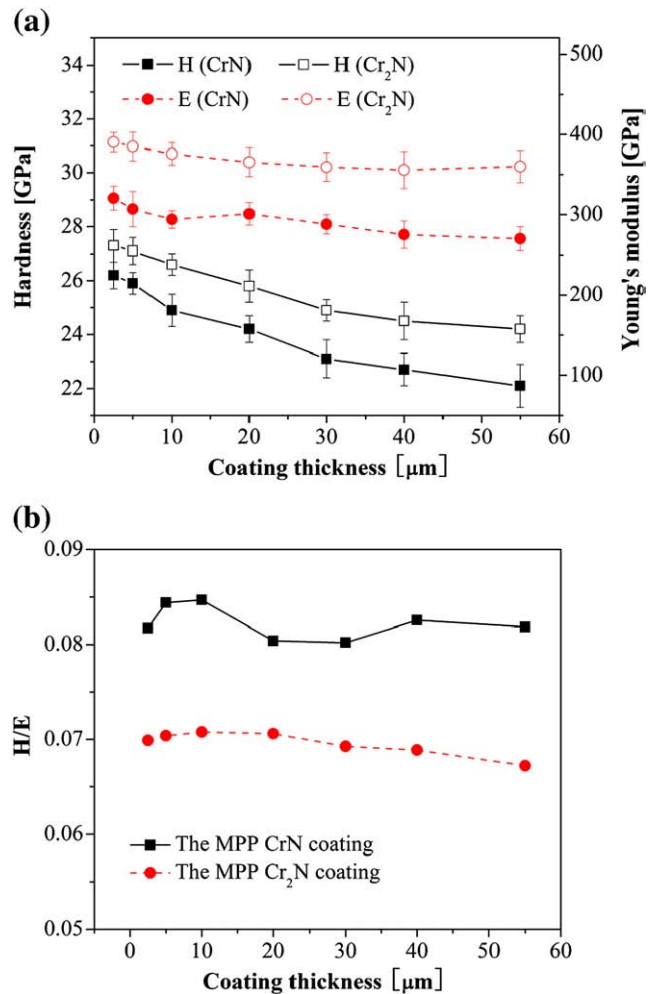 (a)
H (CrN) H (Cr₂N)
E (CrN) E (Cr₂N)
Hardness [GPa]
34
32
30
28
26
24
22
Young's modulus [GPa]
500
400
300
200
100
0 10 20 30 40 50 60
Coating thickness [μm]
(b)
H/E
0.09
0.08
0.07
0.06
0.05
The MPP CrN coating
The MPP Cr₂N coating
0 10 20 30 40 50 60
Coating thickness [μm]